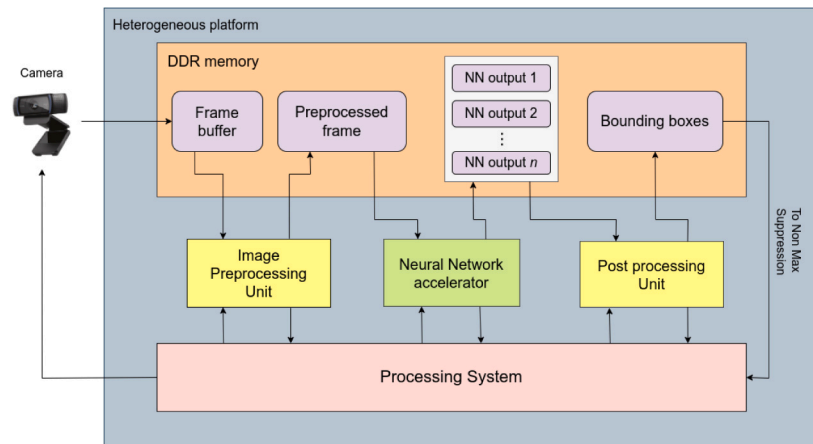 Heterogeneous platform
Camera
DDR memory
Frame
buffer
Preprocessed
frame
NN output 1
NN output 2
⋮
NN output n
Bounding boxes
Image
Preprocessing
Unit
Neural Network
accelerator
Post processing
Unit
To Non Max
Suppression
Processing System